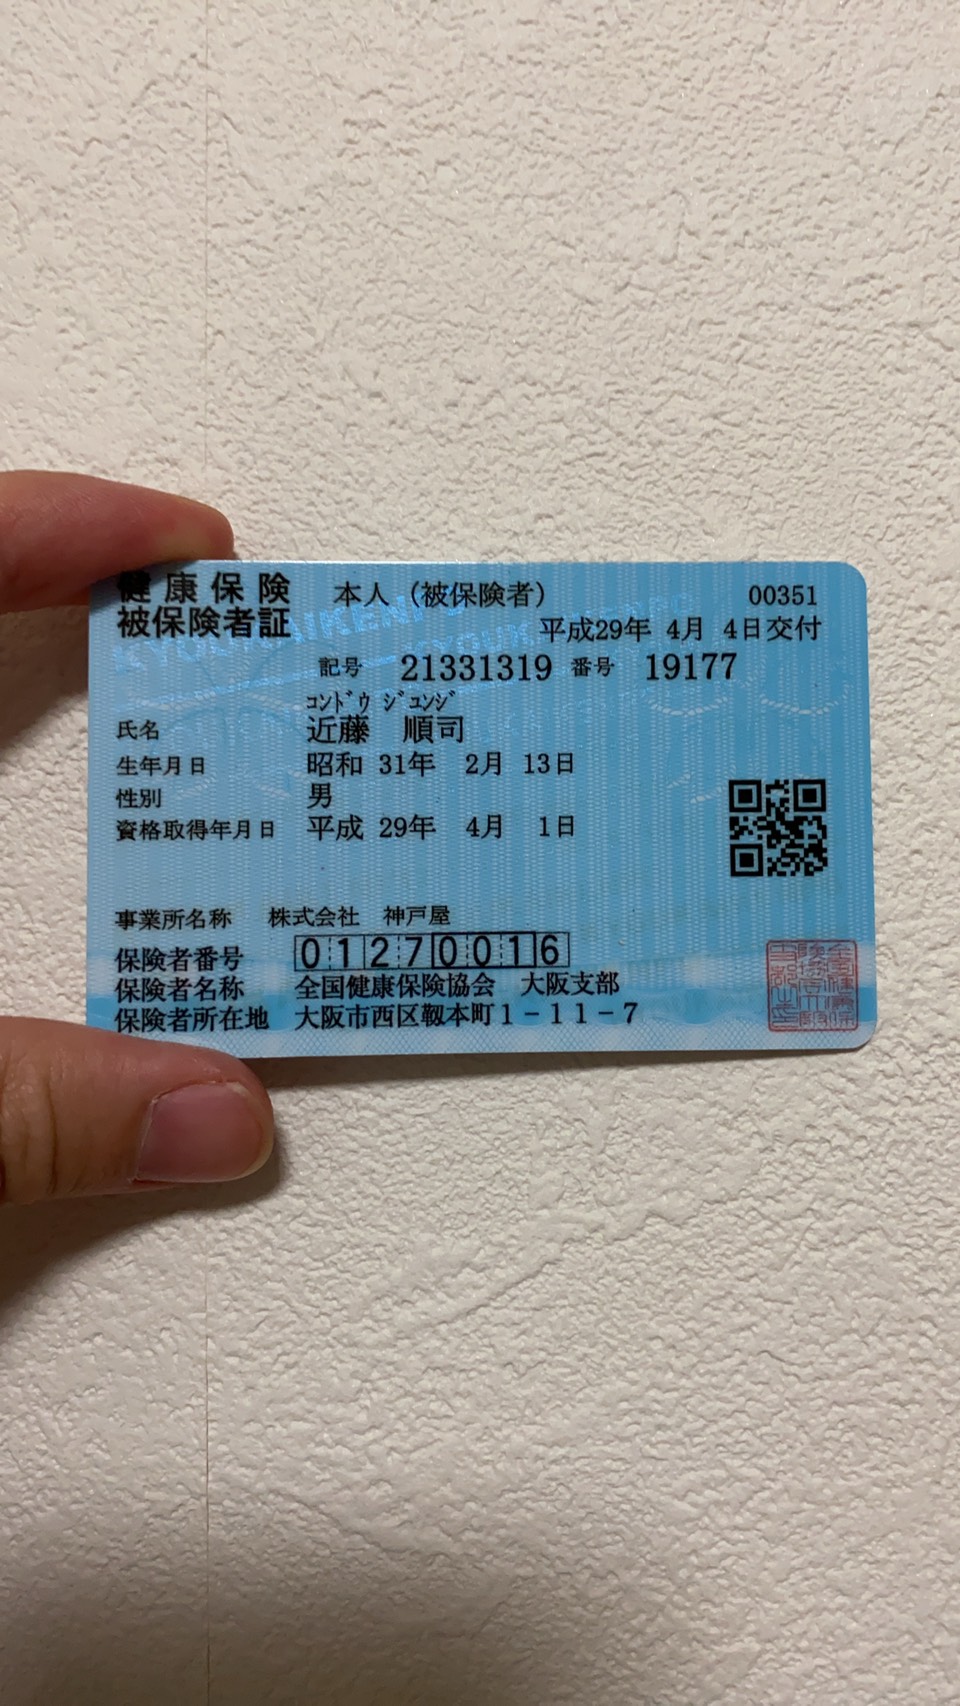 健康保険 本人（被保険者） 00351
被保険者証 平成29年 4月 4日交付
記号 21331319 番号 19177
ｺﾝﾄﾞｳ ｼﾞﾕﾝｼﾞ
氏名 近藤 順司
生年月日 昭和 31年 2月 13日
性別 男
資格取得年月日 平成 29年 4月 1日
事業所名称 株式会社 神戸屋
保険者番号 01270016
保険者名称 全国健康保険協会 大阪支部
保険者所在地 大阪市西区靱本町1－11－7